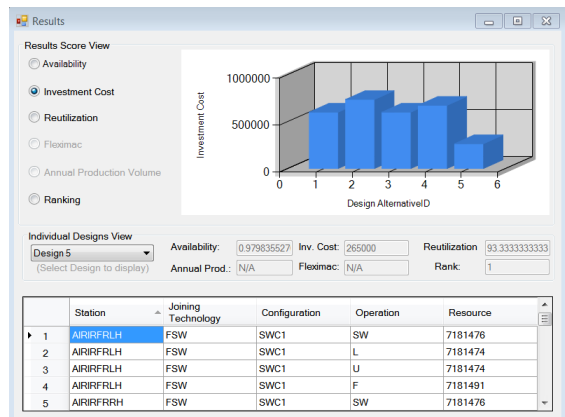 Results
Results Score View
Availability
Investment Cost
Reutilization
Fleximac
Annual Production Volume
Ranking
Investment Cost
1000000
500000
0
0 1 2 3 4 5 6
Design AlternativeID
Individual Designs View
Design 5
(Select Design to display)
Availability: 0.979835527 Inv. Cost: 265000 Reutilization 93.3333333333
Annual Prod.: N/A Fleximac: N/A Rank: 1
Station Joining Technology Configuration Operation Resource
1 AIRIRFRLH FSW SWC1 SW 7181476
2 AIRIRFRLH FSW SWC1 L 7181474
3 AIRIRFRLH FSW SWC1 U 7181474
4 AIRIRFRLH FSW SWC1 F 7181491
5 AIRIRFRRH FSW SWC1 SW 7181476